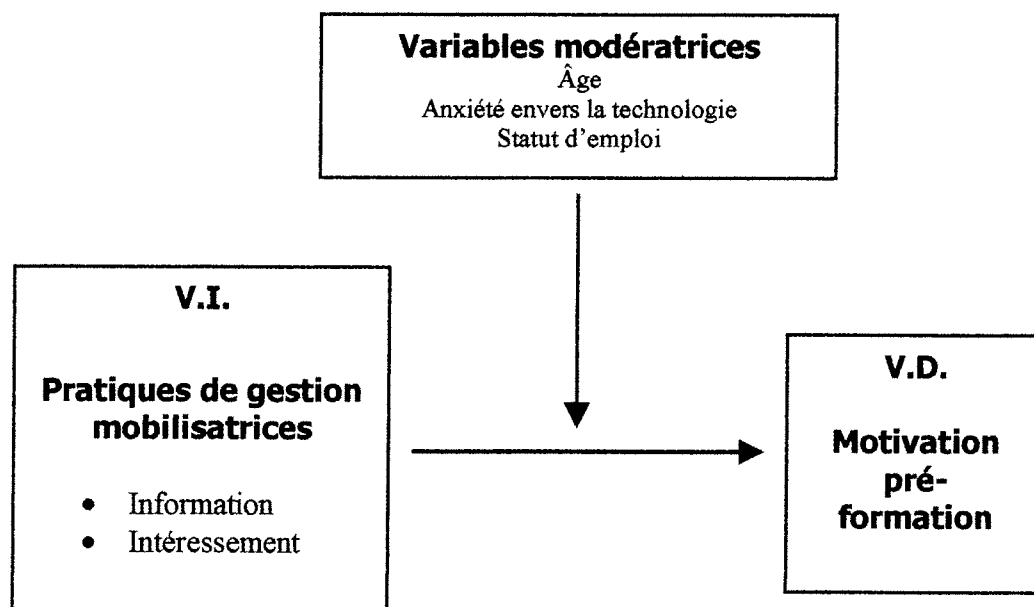 Variables modératrices
Âge
Anxiété envers la technologie
Statut d'emploi
V.I.
Pratiques de gestion
mobilisatrices
• Information
• Intéressement
V.D.
Motivation
pré-
formation